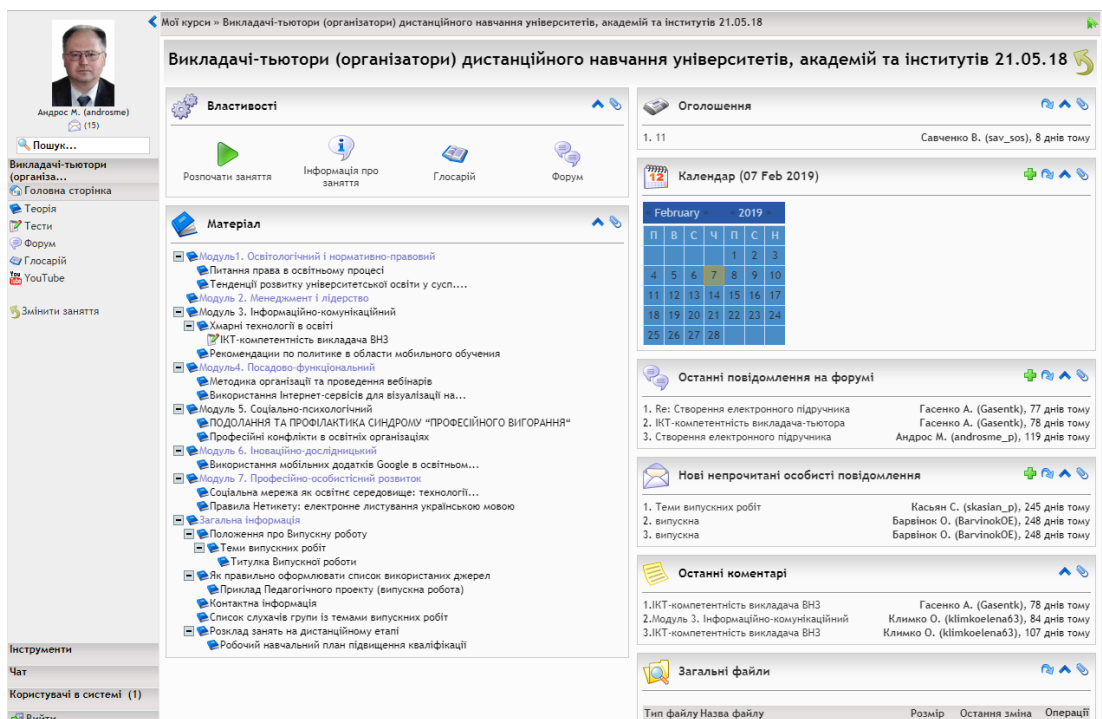 Мої курси » Викладачі-тьютори (організатори) дистанційного навчання університетів, академій та інститутів 21.05.18
Андрос М. (androsme)
(15)
Пошук...
Викладачі-тьютори
(організа...
Головна сторінка
Теорія
Тести
Форум
Глосарій
YouTube
Змінити заняття
Інструменти
Чат
Користувачі в системі (1)
Вийти
Викладачі-тьютори (організатори) дистанційного навчання університетів, академій та інститутів 21.05.18
Властивості
Розпочати заняття
Інформація про
заняття
Глосарій
Форум
Матеріал
Модуль1. Освітологічний і нормативно-правовий
Питання права в освітньому процесі
Тенденції розвитку університетської освіти у сусп....
Модуль 2. Менеджмент і лідерство
Модуль 3. Інформаційно-комунікаційний
Хмарні технології в освіті
ІКТ-компетентність викладача ВНЗ
Рекомендации по политике в области мобильного обучения
Модуль4. Посадово-функціональний
Методика організації та проведення вебінарів
Використання Інтернет-сервісів для візуалізації на...
Модуль 5. Соціально-психологічний
ПОДОЛАННЯ ТА ПРОФІЛАКТИКА СИНДРОМУ "ПРОФЕСІЙНОГО ВИГОРАННЯ"
Професійні конфлікти в освітніх організаціях
Модуль 6. Іноваційно-дослідницький
Використання мобільних додатків Google в освітньом...
Модуль 7. Професійно-особистісний розвиток
Соціальна мережа як освітнє середовище: технології...
Правила Нетикету: електронне листування українською мовою
Загальна інформація
Положення про Випускну роботу
Теми випускних робіт
Титулка Випускної роботи
Як правильно оформлювати список використаних джерел
Приклад Педагогічного проекту (випускна робота)
Контактна інформація
Список слухачів групи із темами випускних робіт
Розклад занять на дистанційному етапі
Робочий навчальний план підвищення кваліфікації
Оголошення
1. 11 Савченко В. (sav_sos), 8 днів тому
12
Календар (07 Feb 2019)
« February » « 2019 »
П В С Ч П С Н
1 2 3
4 5 6 7 8 9 10
11 12 13 14 15 16 17
18 19 20 21 22 23 24
25 26 27 28
Останні повідомлення на форумі
1. Re: Створення електронного підручника Гасенко А. (Gasentk), 77 днів тому
2. ІКТ-компетентність викладача-тьютора Гасенко А. (Gasentk), 78 днів тому
3. Створення електронного підручника Андрос М. (androsme_p), 119 днів тому
Нові непрочитані особисті повідомлення
1. Теми випускних робіт Касьян С. (skasian_p), 245 днів тому
2. випускна Барвінок О. (BarvinokOE), 248 днів тому
3. випускна Барвінок О. (BarvinokOE), 248 днів тому
Останні коментарі
1.ІКТ-компетентність викладача ВНЗ Гасенко А. (Gasentk), 78 днів тому
2.Модуль 3. Інформаційно-комунікаційний Климко О. (klimkoelena63), 84 днів тому
3.ІКТ-компетентність викладача ВНЗ Климко О. (klimkoelena63), 107 днів тому
Загальні файли
Тип файлу Назва файлу Розмір Остання зміна Операції